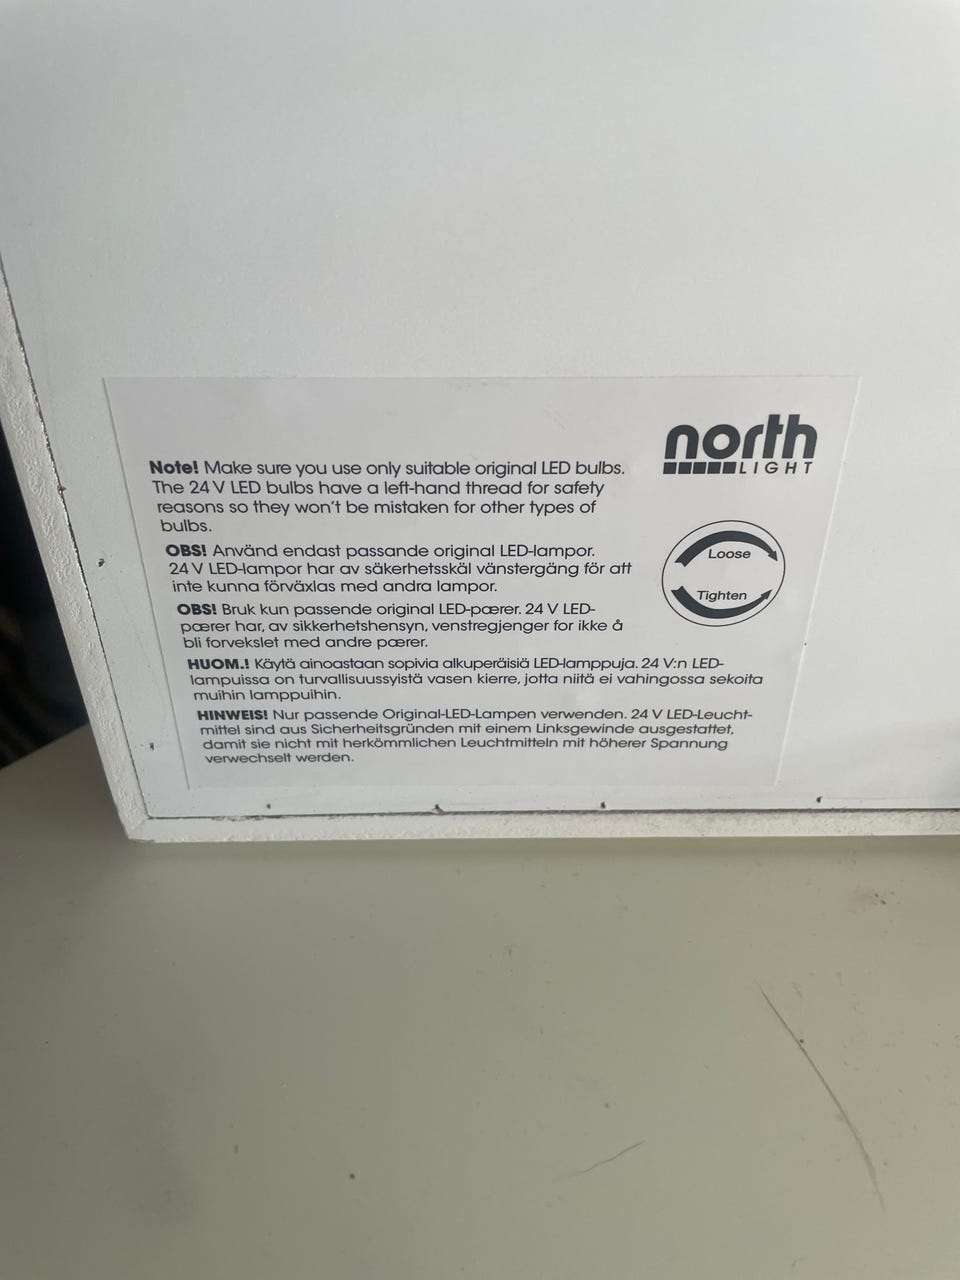 north
LIGHT
Note! Make sure you use only suitable original LED bulbs.
The 24 V LED bulbs have a left-hand thread for safety
reasons so they won't be mistaken for other types of
bulbs.
OBS! Använd endast passande original LED-lampor.
24 V LED-lampor har av säkerhetsskäl vänstergäng för att
inte kunna förväxlas med andra lampor.
OBS! Bruk kun passende original LED-pærer. 24 V LED-
pærer har, av sikkerhetshensyn, venstregjenger for ikke å
bli forvekslet med andre pærer.
HUOM.! Käytä ainoastaan sopivia alkuperäisiä LED-lamppuja. 24 V:n LED-
lampuissa on turvallisuussyistä vasen kierre, jotta niitä ei vahingossa sekoita
muihin lamppuihin.
HINWEIS! Nur passende Original-LED-Lampen verwenden. 24 V LED-Leucht-
mittel sind aus Sicherheitsgründen mit einem Linksgewinde ausgestattet,
damit sie nicht mit herkömmlichen Leuchtmitteln mit höherer Spannung
verwechselt werden.
Loose
Tighten